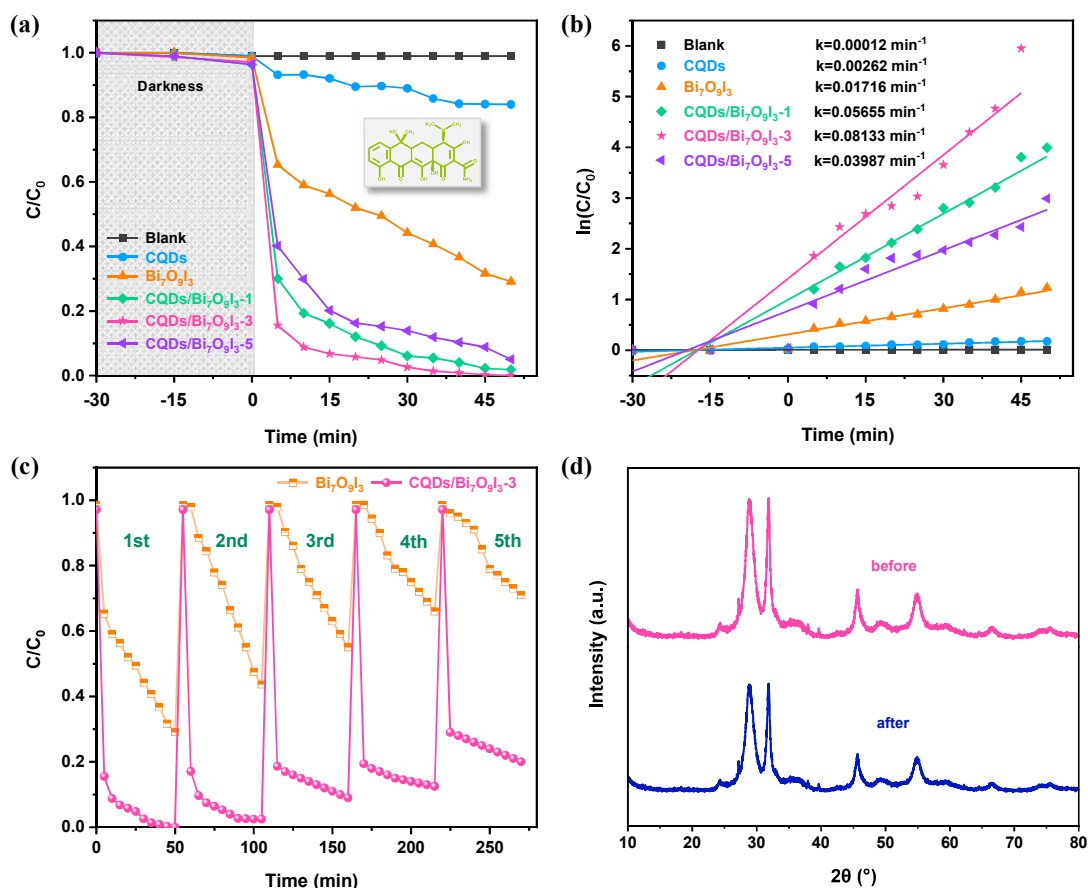 (a)
C/C₀
1.0
0.8
0.6
0.4
0.2
0.0
Darkness
Blank
CQDs
Bi₇O₉I₃
CQDs/Bi₇O₉I₃-1
CQDs/Bi₇O₉I₃-3
CQDs/Bi₇O₉I₃-5
-30 -15 0 15 30 45
Time (min)
(b)
ln(C/C₀)
6
5
4
3
2
1
0
-1
Blank k=0.00012 min⁻¹
CQDs k=0.00262 min⁻¹
Bi₇O₉I₃ k=0.01716 min⁻¹
CQDs/Bi₇O₉I₃-1 k=0.05655 min⁻¹
CQDs/Bi₇O₉I₃-3 k=0.08133 min⁻¹
CQDs/Bi₇O₉I₃-5 k=0.03987 min⁻¹
-30 -15 0 15 30 45
Time (min)
(c)
C/C₀
Bi₇O₉I₃ CQDs/Bi₇O₉I₃-3
1.0
0.8
0.6
0.4
0.2
0.0
1st 2nd 3rd 4th 5th
0 50 100 150 200 250
Time (min)
(d)
Intensity (a.u.)
before
after
10 20 30 40 50 60 70 80
2θ (°)